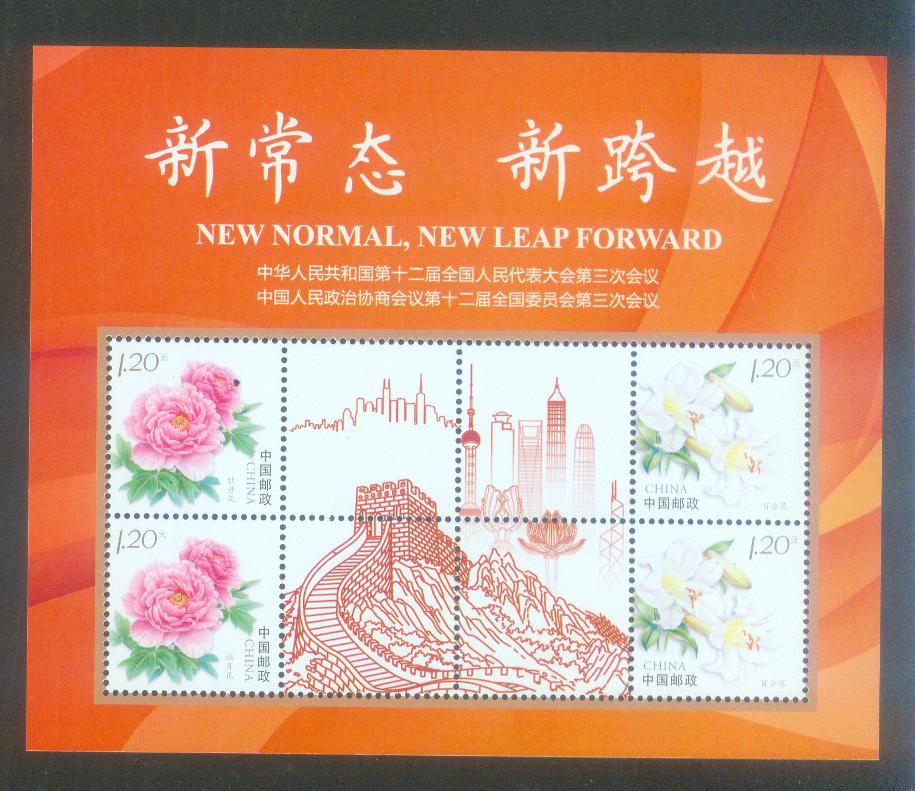 新常态 新跨越
NEW NORMAL, NEW LEAP FORWARD
中华人民共和国第十二届全国人民代表大会第三次会议
中国人民政治协商会议第十二届全国委员会第三次会议
1.20元
牡丹花
中国邮政
CHINA
1.20元
CHINA
中国邮政
百合花
1.20元
牡丹花
中国邮政
CHINA
1.20元
CHINA
中国邮政
百合花